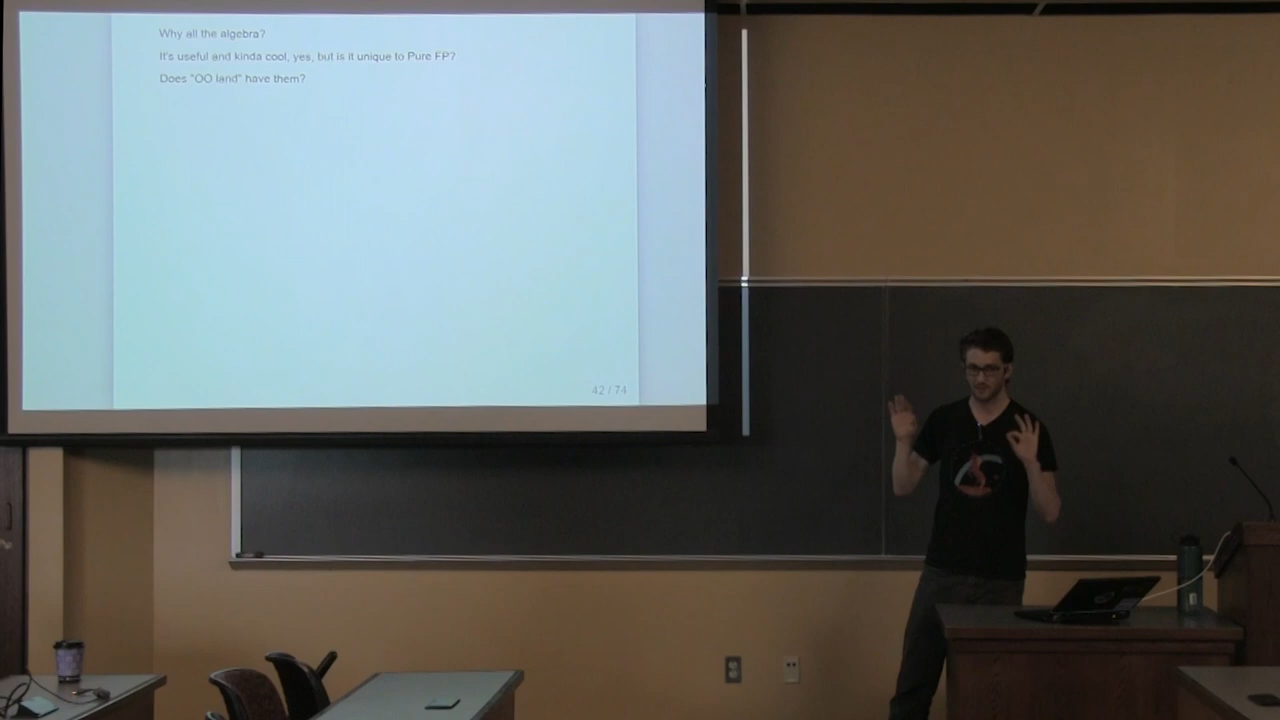 Why all the algebra?
It's useful and kinda cool, yes, but is it unique to Pure FP?
Does "OO land" have them?
42 / 74